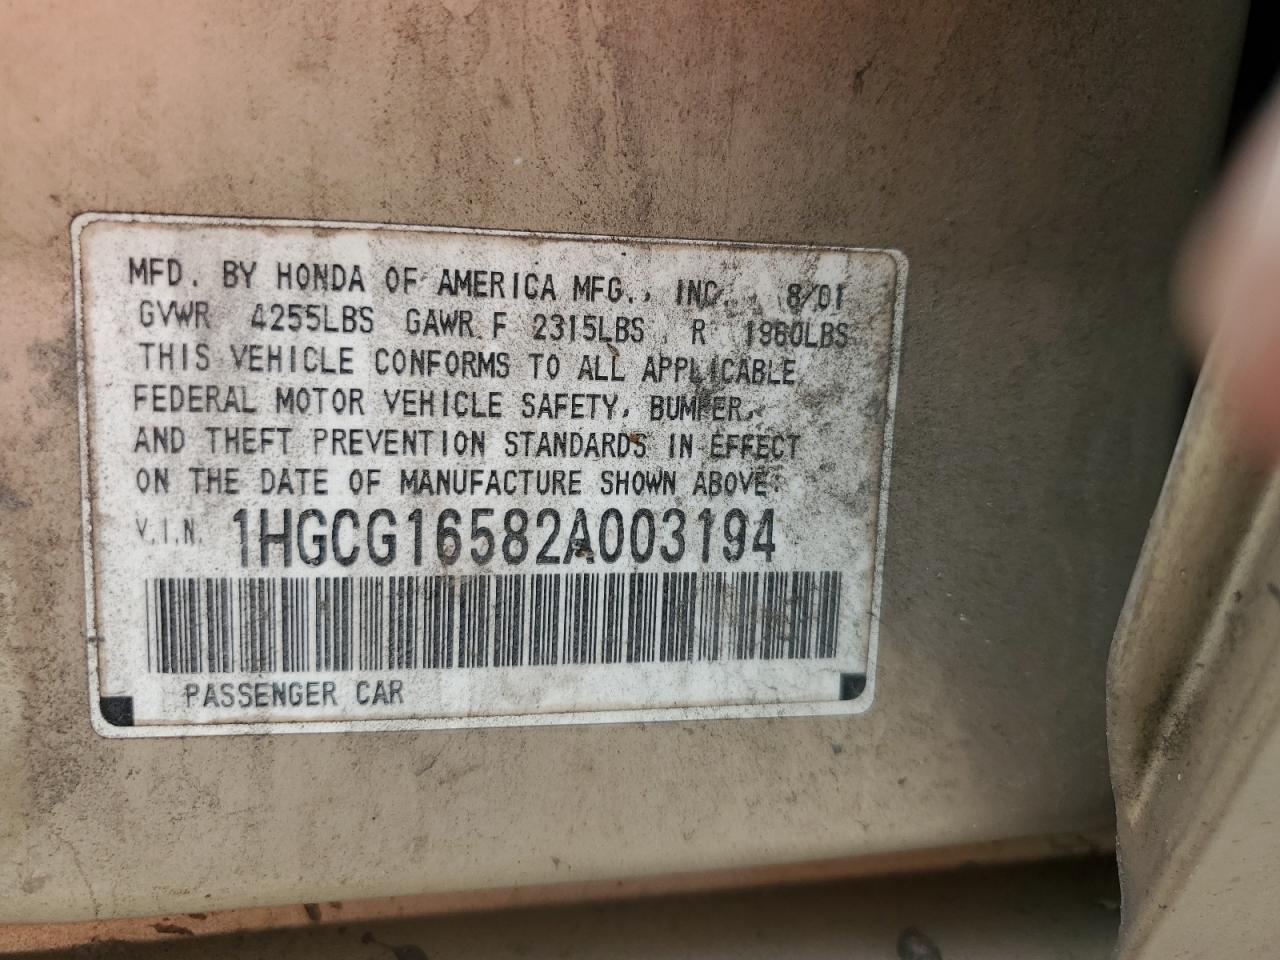 MFD. BY HONDA OF AMERICA MFG., INC. 8/01
GVWR 4255LBS GAWR F 2315LBS R 1960LBS
THIS VEHICLE CONFORMS TO ALL APPLICABLE
FEDERAL MOTOR VEHICLE SAFETY, BUMPER,
AND THEFT PREVENTION STANDARDS IN EFFECT
ON THE DATE OF MANUFACTURE SHOWN ABOVE.
V.I.N. 1HGCG16582A003194
PASSENGER CAR